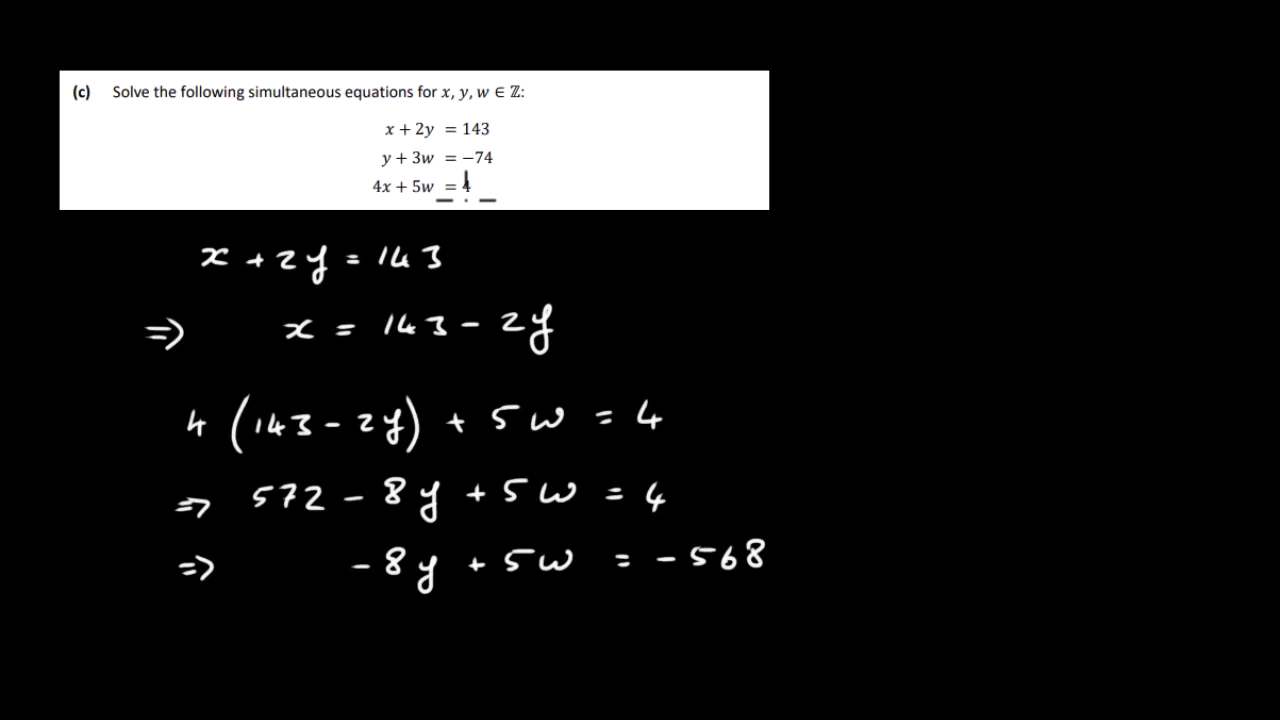 (c) Solve the following simultaneous equations for x, y, w ∈ ℤ:
x + 2y = 143
y + 3w = −74
4x + 5w = 4
x + 2y = 143
⇒ x = 143 − 2y
4 (143 − 2y) + 5w = 4
⇒ 572 − 8y + 5w = 4
⇒ −8y + 5w = −568